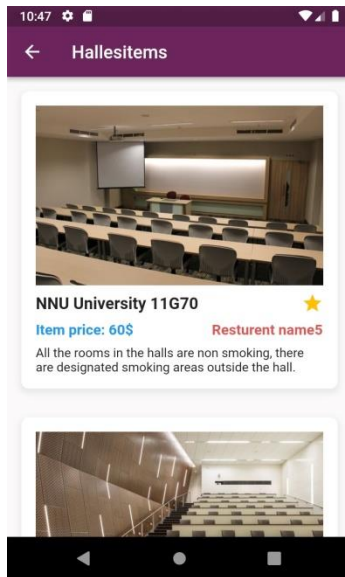 10:47
Hallesitems
NNU University 11G70
Item price: 60$
Resturent name5
All the rooms in the halls are non smoking, there
are designated smoking areas outside the hall.